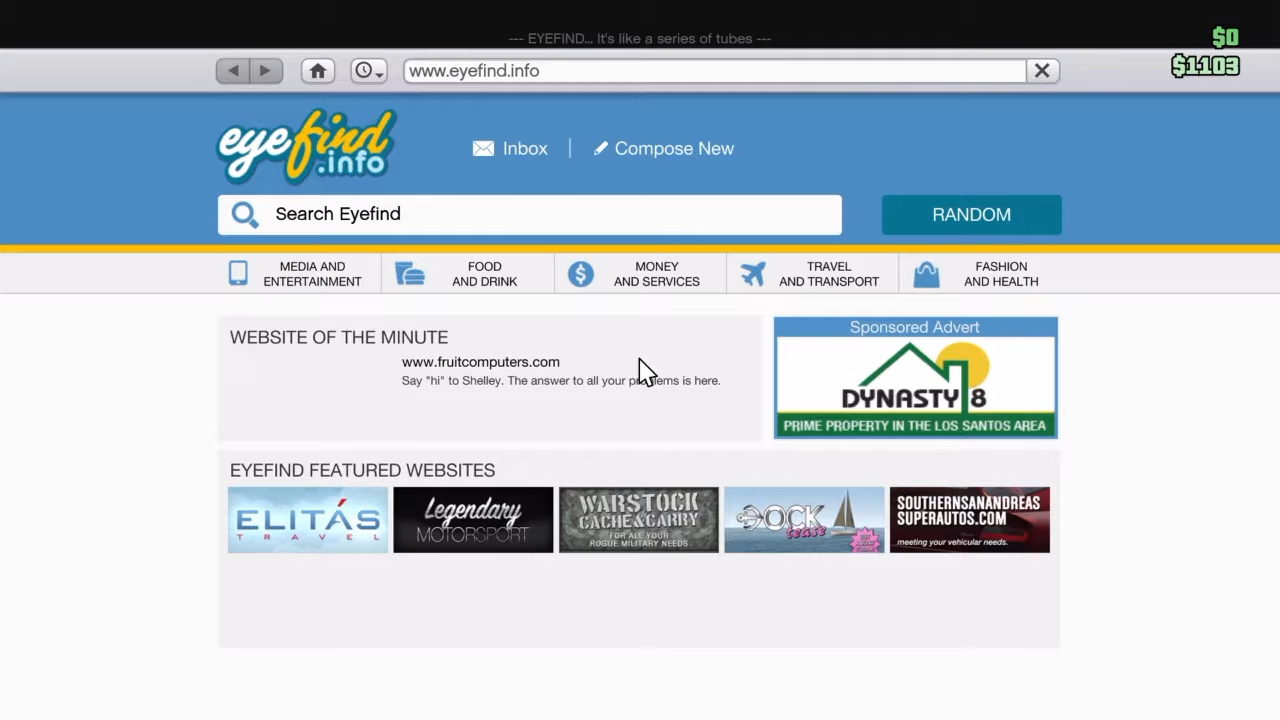 --- EYEFIND... It's like a series of tubes ---
$0
$1103
www.eyefind.info
eyefind
.info
Inbox
Compose New
Search Eyefind
RANDOM
MEDIA AND
ENTERTAINMENT
FOOD
AND DRINK
MONEY
AND SERVICES
TRAVEL
AND TRANSPORT
FASHION
AND HEALTH
WEBSITE OF THE MINUTE
www.fruitcomputers.com
Say "hi" to Shelley. The answer to all your problems is here.
Sponsored Advert
DYNASTY 8
PRIME PROPERTY IN THE LOS SANTOS AREA
EYEFIND FEATURED WEBSITES
ELITÁS
TRAVEL
Legendary
MOTORSPORT
WARSTOCK
CACHE&CARRY
FOR ALL YOUR
ROGUE MILITARY NEEDS
DOCK
tease
SOUTHERNSANANDREAS
SUPERAUTOS.COM
meeting your vehicular needs.